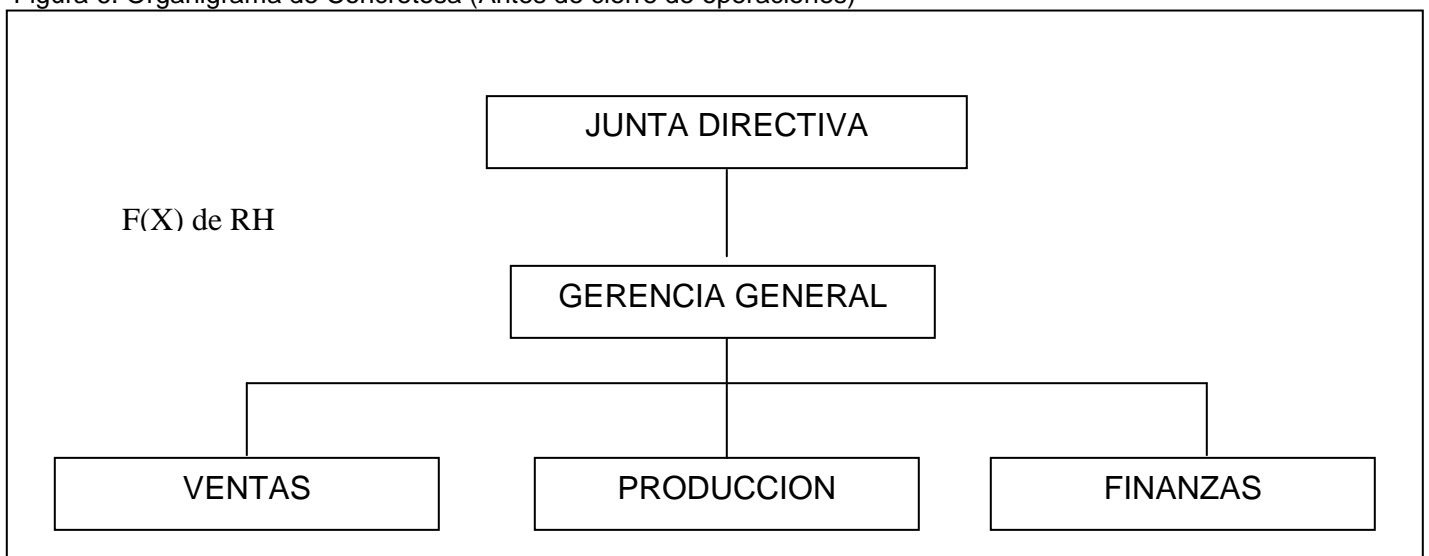 JUNTA DIRECTIVA
F(X) de RH
GERENCIA GENERAL
VENTAS PRODUCCION FINANZAS